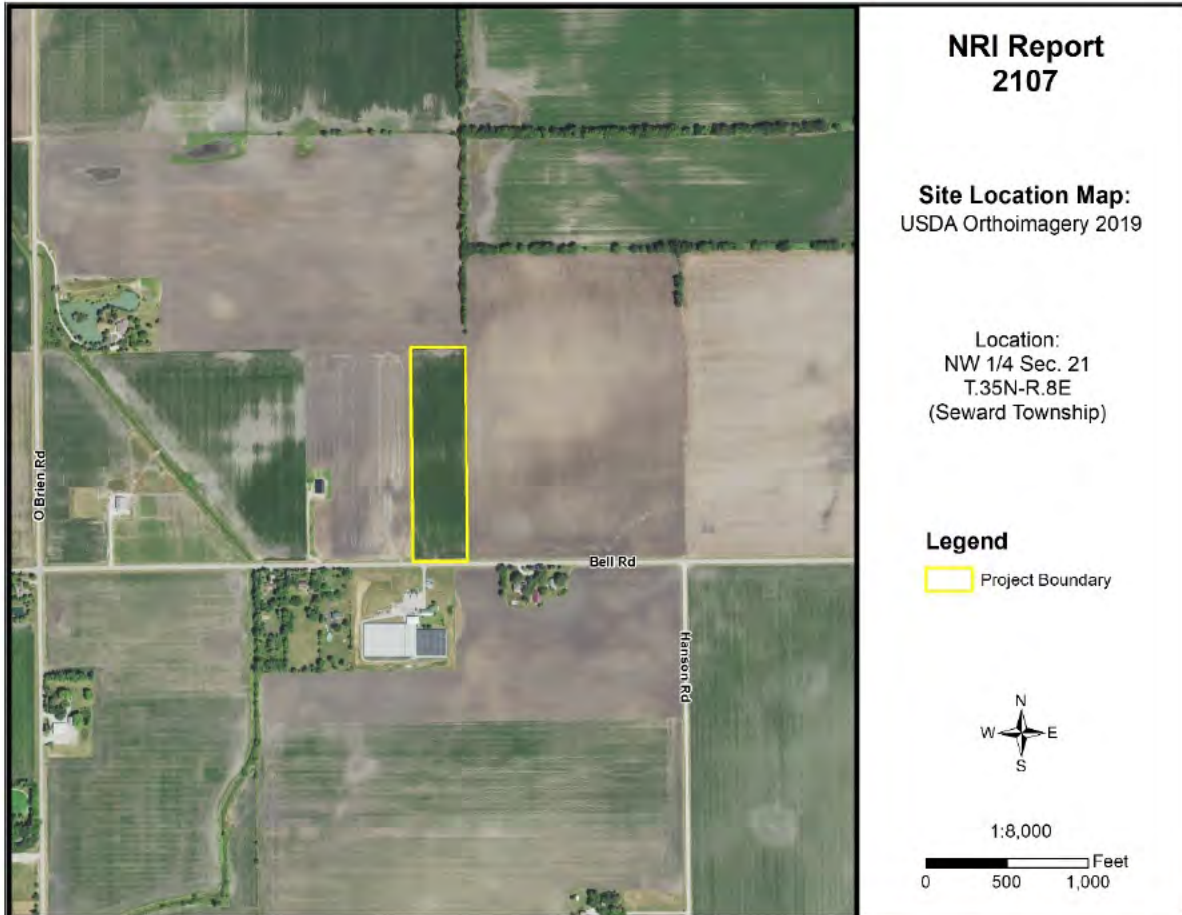 NRI Report
2107
Site Location Map:
USDA Orthoimagery 2019
Location:
NW 1/4 Sec. 21
T.35N-R.8E
(Seward Township)
O Brien Rd
Bell Rd
Hanson Rd
Legend
Project Boundary
N
W E
S
1:8,000
Feet
0 500 1,000